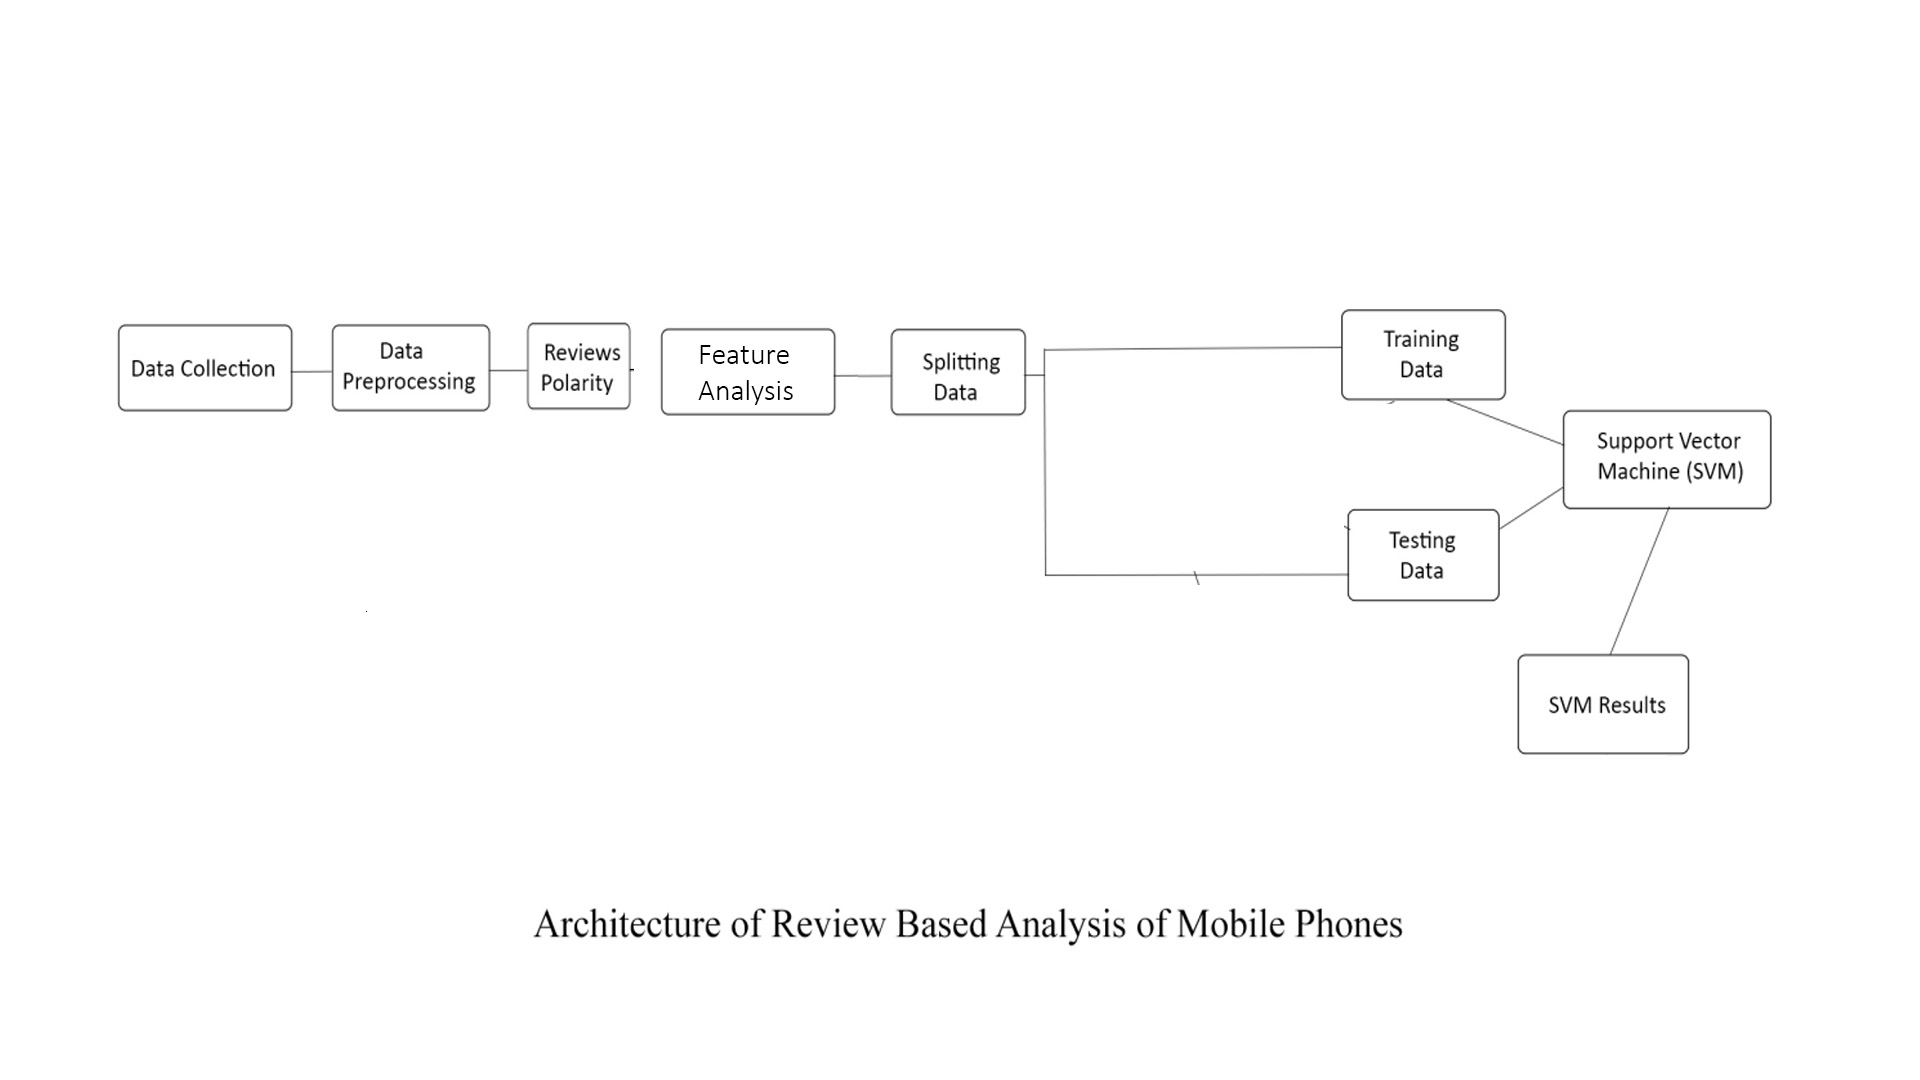 Data Collection
Data
Preprocessing
Reviews
Polarity
Feature
Analysis
Splitting
Data
Training
Data
Testing
Data
Support Vector
Machine (SVM)
SVM Results
Architecture of Review Based Analysis of Mobile Phones